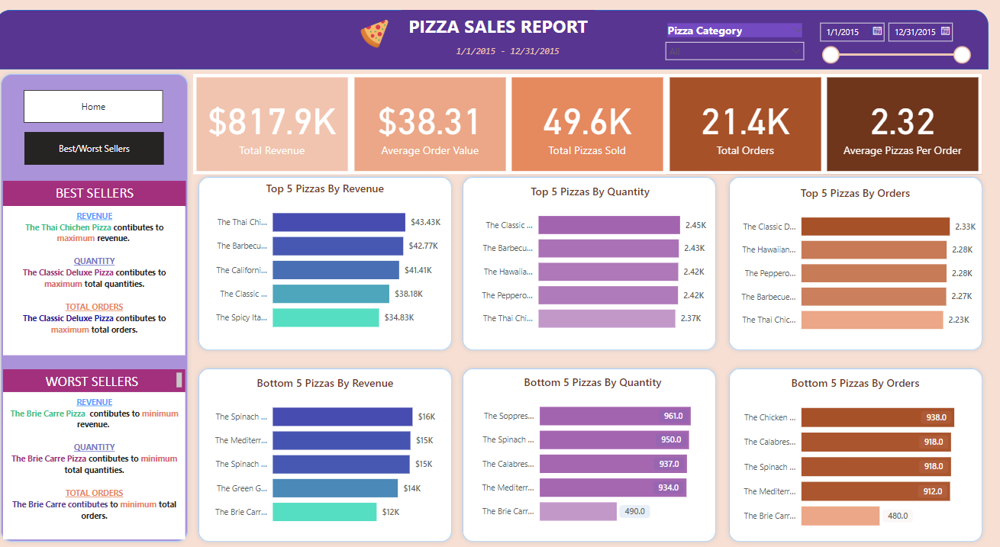 PIZZA SALES REPORT
1/1/2015 - 12/31/2015
Pizza Category
All
1/1/2015
12/31/2015
Home
Best/Worst Sellers
$817.9K
Total Revenue
$38.31
Average Order Value
49.6K
Total Pizzas Sold
21.4K
Total Orders
2.32
Average Pizzas Per Order
BEST SELLERS
REVENUE
The Thai Chichen Pizza contibutes to
maximum revenue.
QUANTITY
The Classic Deluxe Pizza contibutes to
maximum total quantities.
TOTAL ORDERS
The Classic Deluxe Pizza contibutes to
maximum total orders.
WORST SELLERS
REVENUE
The Brie Carre Pizza contibutes to minimum
revenue.
QUANTITY
The Brie Carre Pizza contibutes to minimum
total quantities.
TOTAL ORDERS
The Brie Carre contibutes to minimum total
orders.
Top 5 Pizzas By Revenue
The Thai Chi... $43.43K
The Barbecu... $42.77K
The Californi... $41.41K
The Classic ... $38.18K
The Spicy Ita... $34.83K
Top 5 Pizzas By Quantity
The Classic ... 2.45K
The Barbecu... 2.43K
The Hawaiia... 2.42K
The Peppero... 2.42K
The Thai Chi... 2.37K
Top 5 Pizzas By Orders
The Classic D... 2.33K
The Hawaiian... 2.28K
The Peppero... 2.28K
The Barbecue... 2.27K
The Thai Chic... 2.23K
Bottom 5 Pizzas By Revenue
The Spinach ... $16K
The Mediterr... $15K
The Spinach ... $15K
The Green G... $14K
The Brie Carr... $12K
Bottom 5 Pizzas By Quantity
The Soppres... 961.0
The Spinach ... 950.0
The Calabres... 937.0
The Mediterr... 934.0
The Brie Carr... 490.0
Bottom 5 Pizzas By Orders
The Chicken ... 938.0
The Calabres... 918.0
The Spinach ... 918.0
The Mediterr... 912.0
The Brie Carr... 480.0